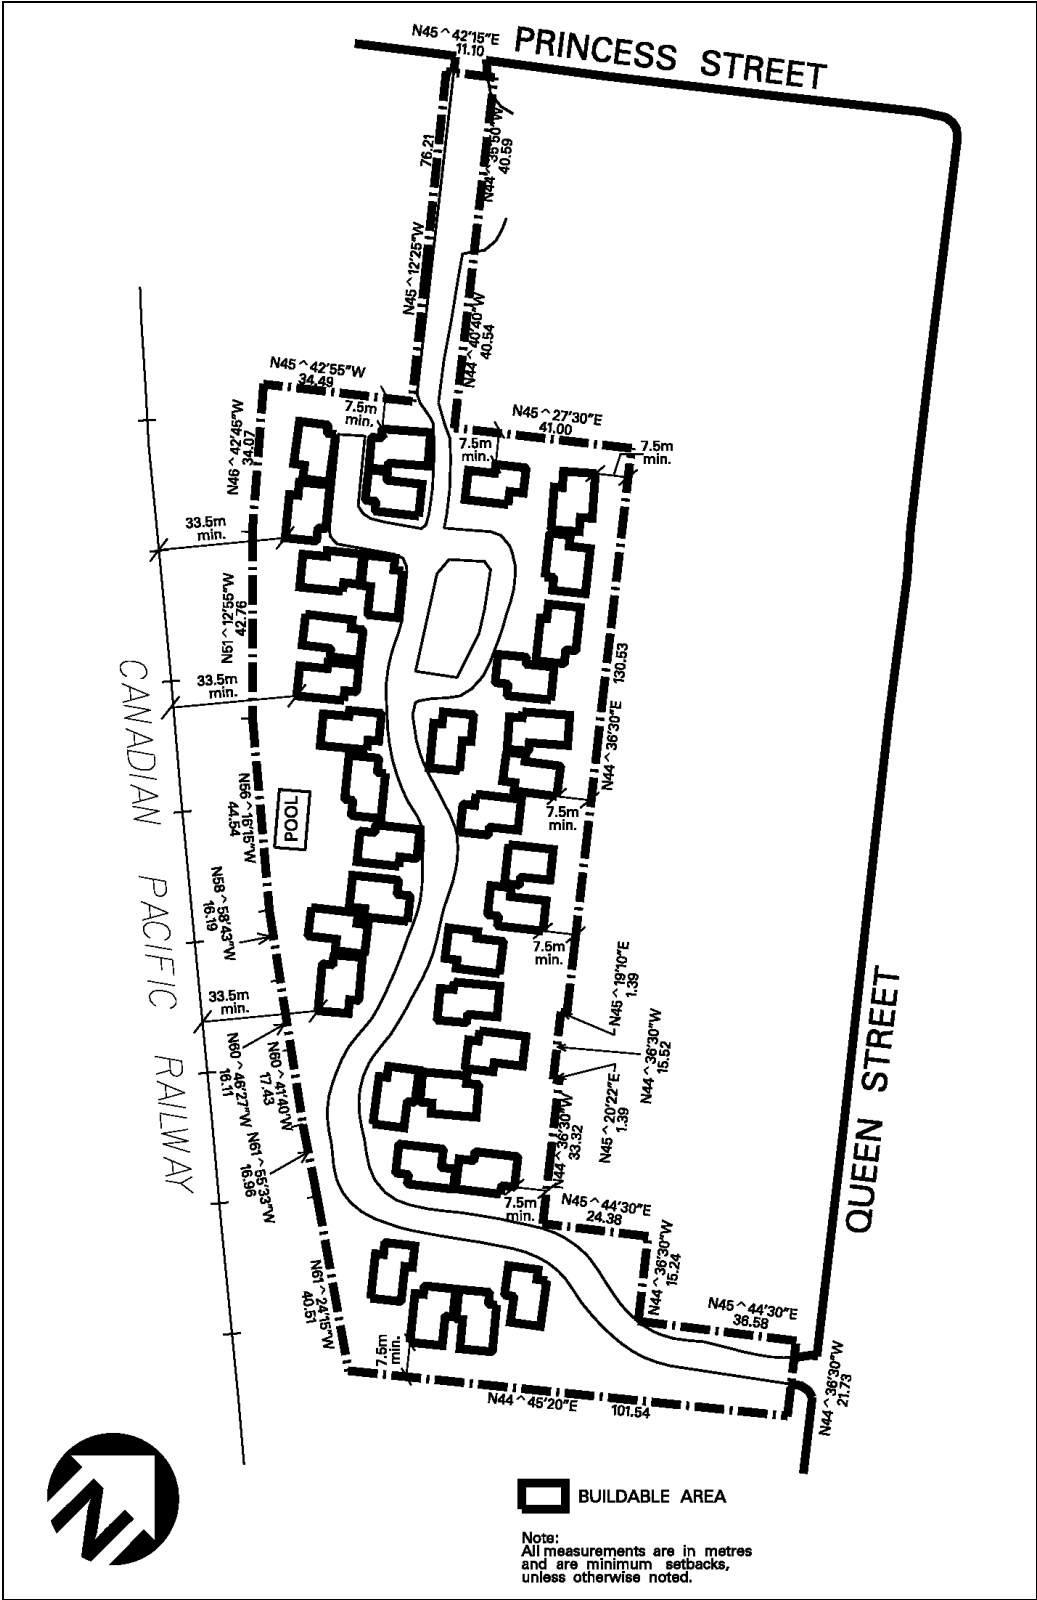 N45^42'15"E
11.10
PRINCESS STREET
76.21
N45^12'25"W
40.59
N44^40'40"W
40.54
N45^42'55"W
34.49
7.5m
min.
N45^27'30"E
41.00
7.5m
min.
7.5m
min.
N46^42'45"W
34.07
33.5m
min.
N51^12'55"W
42.76
33.5m
min.
130.53
N44^36'30"E
CANADIAN PACIFIC RAILWAY
N56^16'15"W
44.54
POOL
7.5m
min.
N58^58'43"W
16.19
7.5m
min.
33.5m
min.
N45^19'10"E
1.39
N44^36'30"W
15.52
N45^20'22"E
1.39
N60^46'27"W
16.11
N60^41'40"W
17.43
N44^36'30"W
33.32
N61^55'33"W
16.96
7.5m
min.
N45^44'30"E
24.38
N44^36'30"W
15.24
QUEEN STREET
N61^24'15"W
40.51
N45^44'30"E
36.58
7.5m
min.
N44^36'30"W
21.73
N44^45'20"E
101.54
N
BUILDABLE AREA
Note:
All measurements are in metres
and are minimum setbacks,
unless otherwise noted.